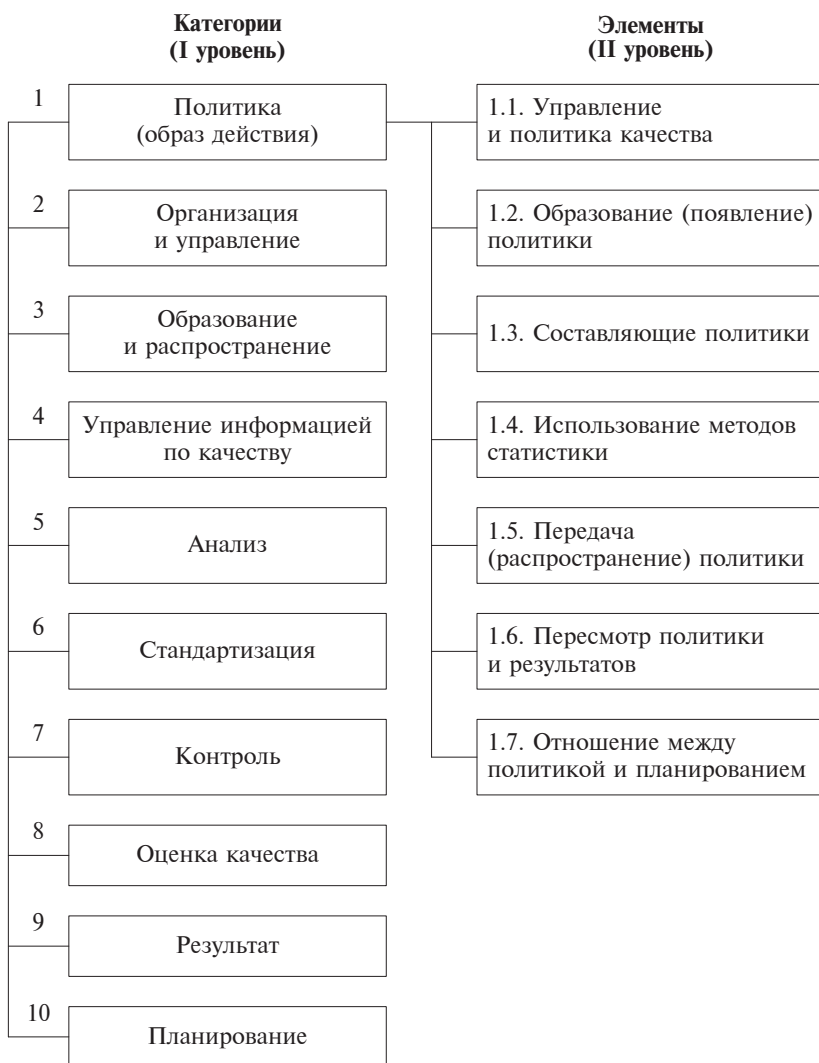 Категории
(I уровень)
1
Политика
(образ действия)
2
Организация
и управление
3
Образование
и распространение
4
Управление информацией
по качеству
5
Анализ
6
Стандартизация
7
Контроль
8
Оценка качества
9
Результат
10
Планирование
Элементы
(II уровень)
1.1. Управление
и политика качества
1.2. Образование (появление)
политики
1.3. Составляющие политики
1.4. Использование методов
статистики
1.5. Передача
(распространение) политики
1.6. Пересмотр политики
и результатов
1.7. Отношение между
политикой и планированием